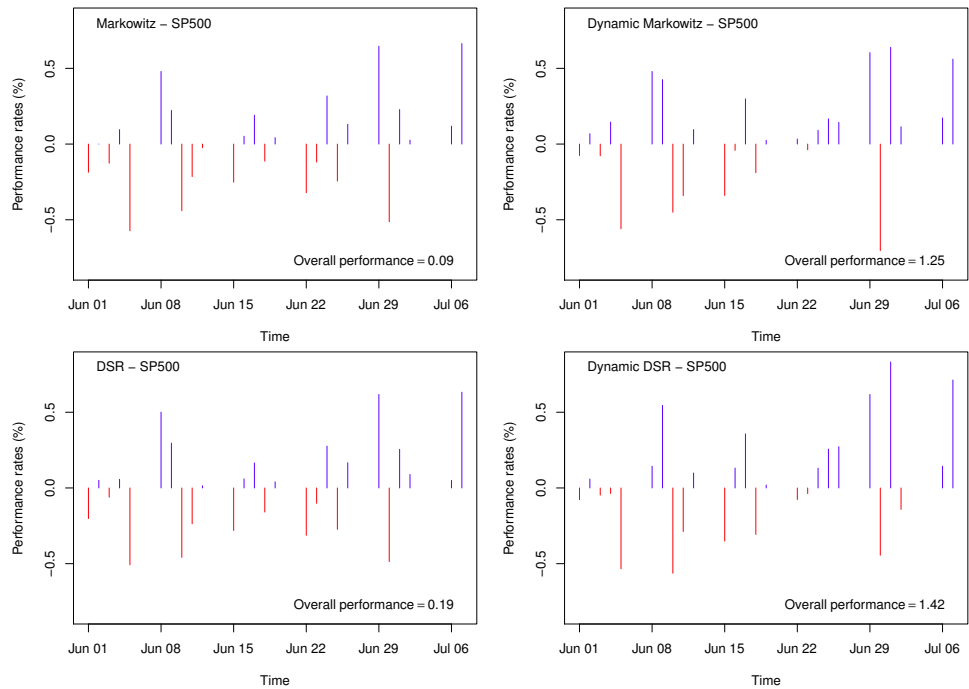 Markowitz − SP500
Performance rates (%)
0.5
0.0
−0.5
Overall performance = 0.09
Jun 01 Jun 08 Jun 15 Jun 22 Jun 29 Jul 06
Time
Dynamic Markowitz − SP500
Performance rates (%)
0.5
0.0
−0.5
Overall performance = 1.25
Jun 01 Jun 08 Jun 15 Jun 22 Jun 29 Jul 06
Time
DSR − SP500
Performance rates (%)
0.5
0.0
−0.5
Overall performance = 0.19
Jun 01 Jun 08 Jun 15 Jun 22 Jun 29 Jul 06
Time
Dynamic DSR − SP500
Performance rates (%)
0.5
0.0
−0.5
Overall performance = 1.42
Jun 01 Jun 08 Jun 15 Jun 22 Jun 29 Jul 06
Time